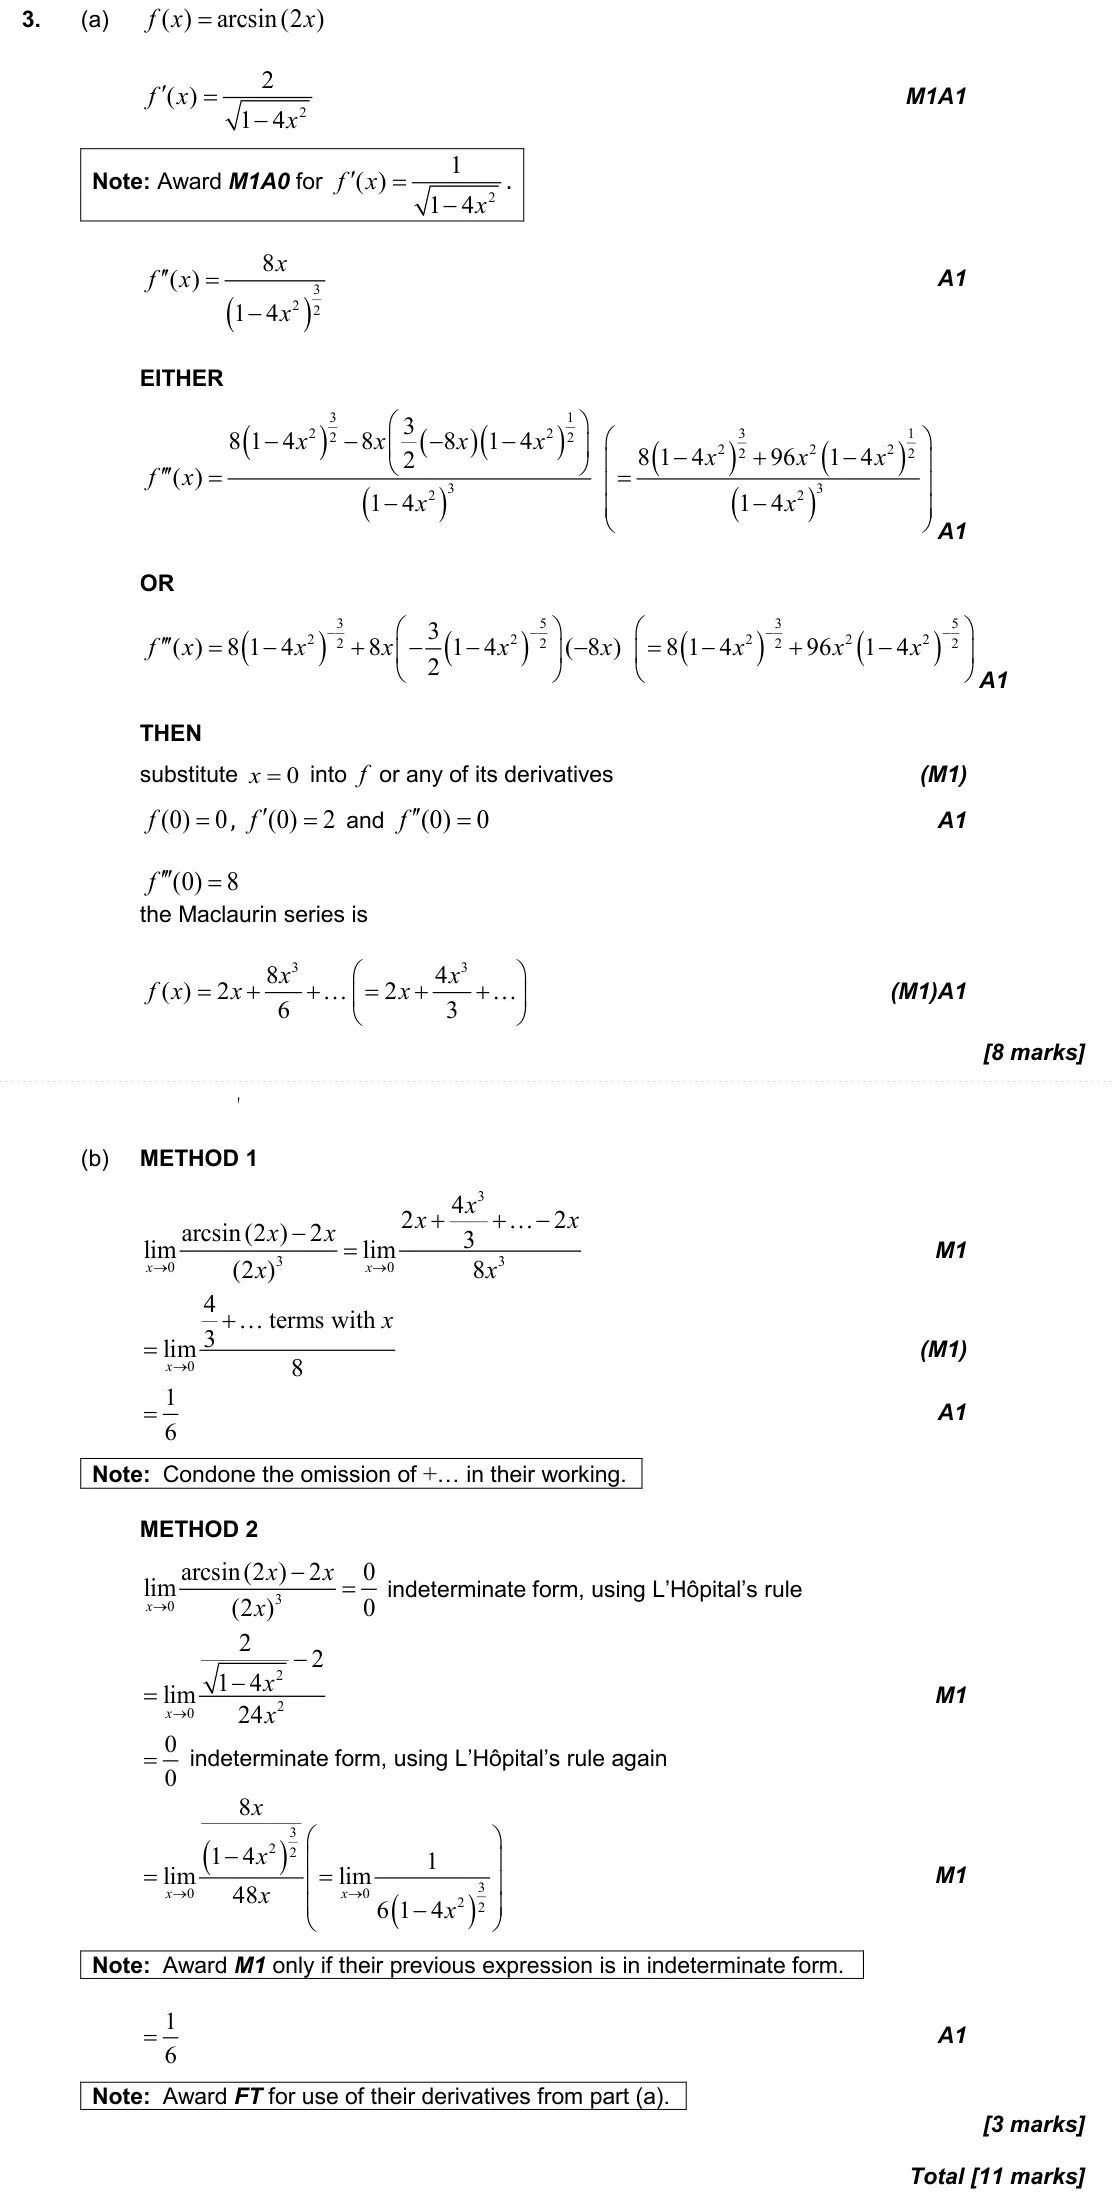 3. (a) f(x) = arcsin(2x)
f′(x) = 2/√(1−4x²) M1A1
Note: Award M1A0 for f′(x) = 1/√(1−4x²).
f″(x) = 8x/(1−4x²)^(3/2) A1
EITHER
f‴(x) = [8(1−4x²)^(3/2) − 8x(3/2(−8x)(1−4x²)^(1/2))]/(1−4x²)³ (= [8(1−4x²)^(3/2) + 96x²(1−4x²)^(1/2)]/(1−4x²)³) A1
OR
f‴(x) = 8(1−4x²)^(−3/2) + 8x(−3/2(1−4x²)^(−5/2))(−8x) (= 8(1−4x²)^(−3/2) + 96x²(1−4x²)^(−5/2)) A1
THEN
substitute x = 0 into f or any of its derivatives (M1)
f(0) = 0, f′(0) = 2 and f″(0) = 0 A1
f‴(0) = 8
the Maclaurin series is
f(x) = 2x + 8x³/6 + … (= 2x + 4x³/3 + …) (M1)A1
[8 marks]
(b) METHOD 1
lim x→0 (arcsin(2x) − 2x)/(2x)³ = lim x→0 (2x + 4x³/3 + … − 2x)/8x³ M1
= lim x→0 (4/3 + … terms with x)/8 (M1)
= 1/6 A1
Note: Condone the omission of +… in their working.
METHOD 2
lim x→0 (arcsin(2x) − 2x)/(2x)³ = 0/0 indeterminate form, using L’Hôpital’s rule
= lim x→0 (2/√(1−4x²) − 2)/24x² M1
= 0/0 indeterminate form, using L’Hôpital’s rule again
= lim x→0 (8x/(1−4x²)^(3/2))/48x (= lim x→0 1/(6(1−4x²)^(3/2))) M1
Note: Award M1 only if their previous expression is in indeterminate form.
= 1/6 A1
Note: Award FT for use of their derivatives from part (a).
[3 marks]
Total [11 marks]